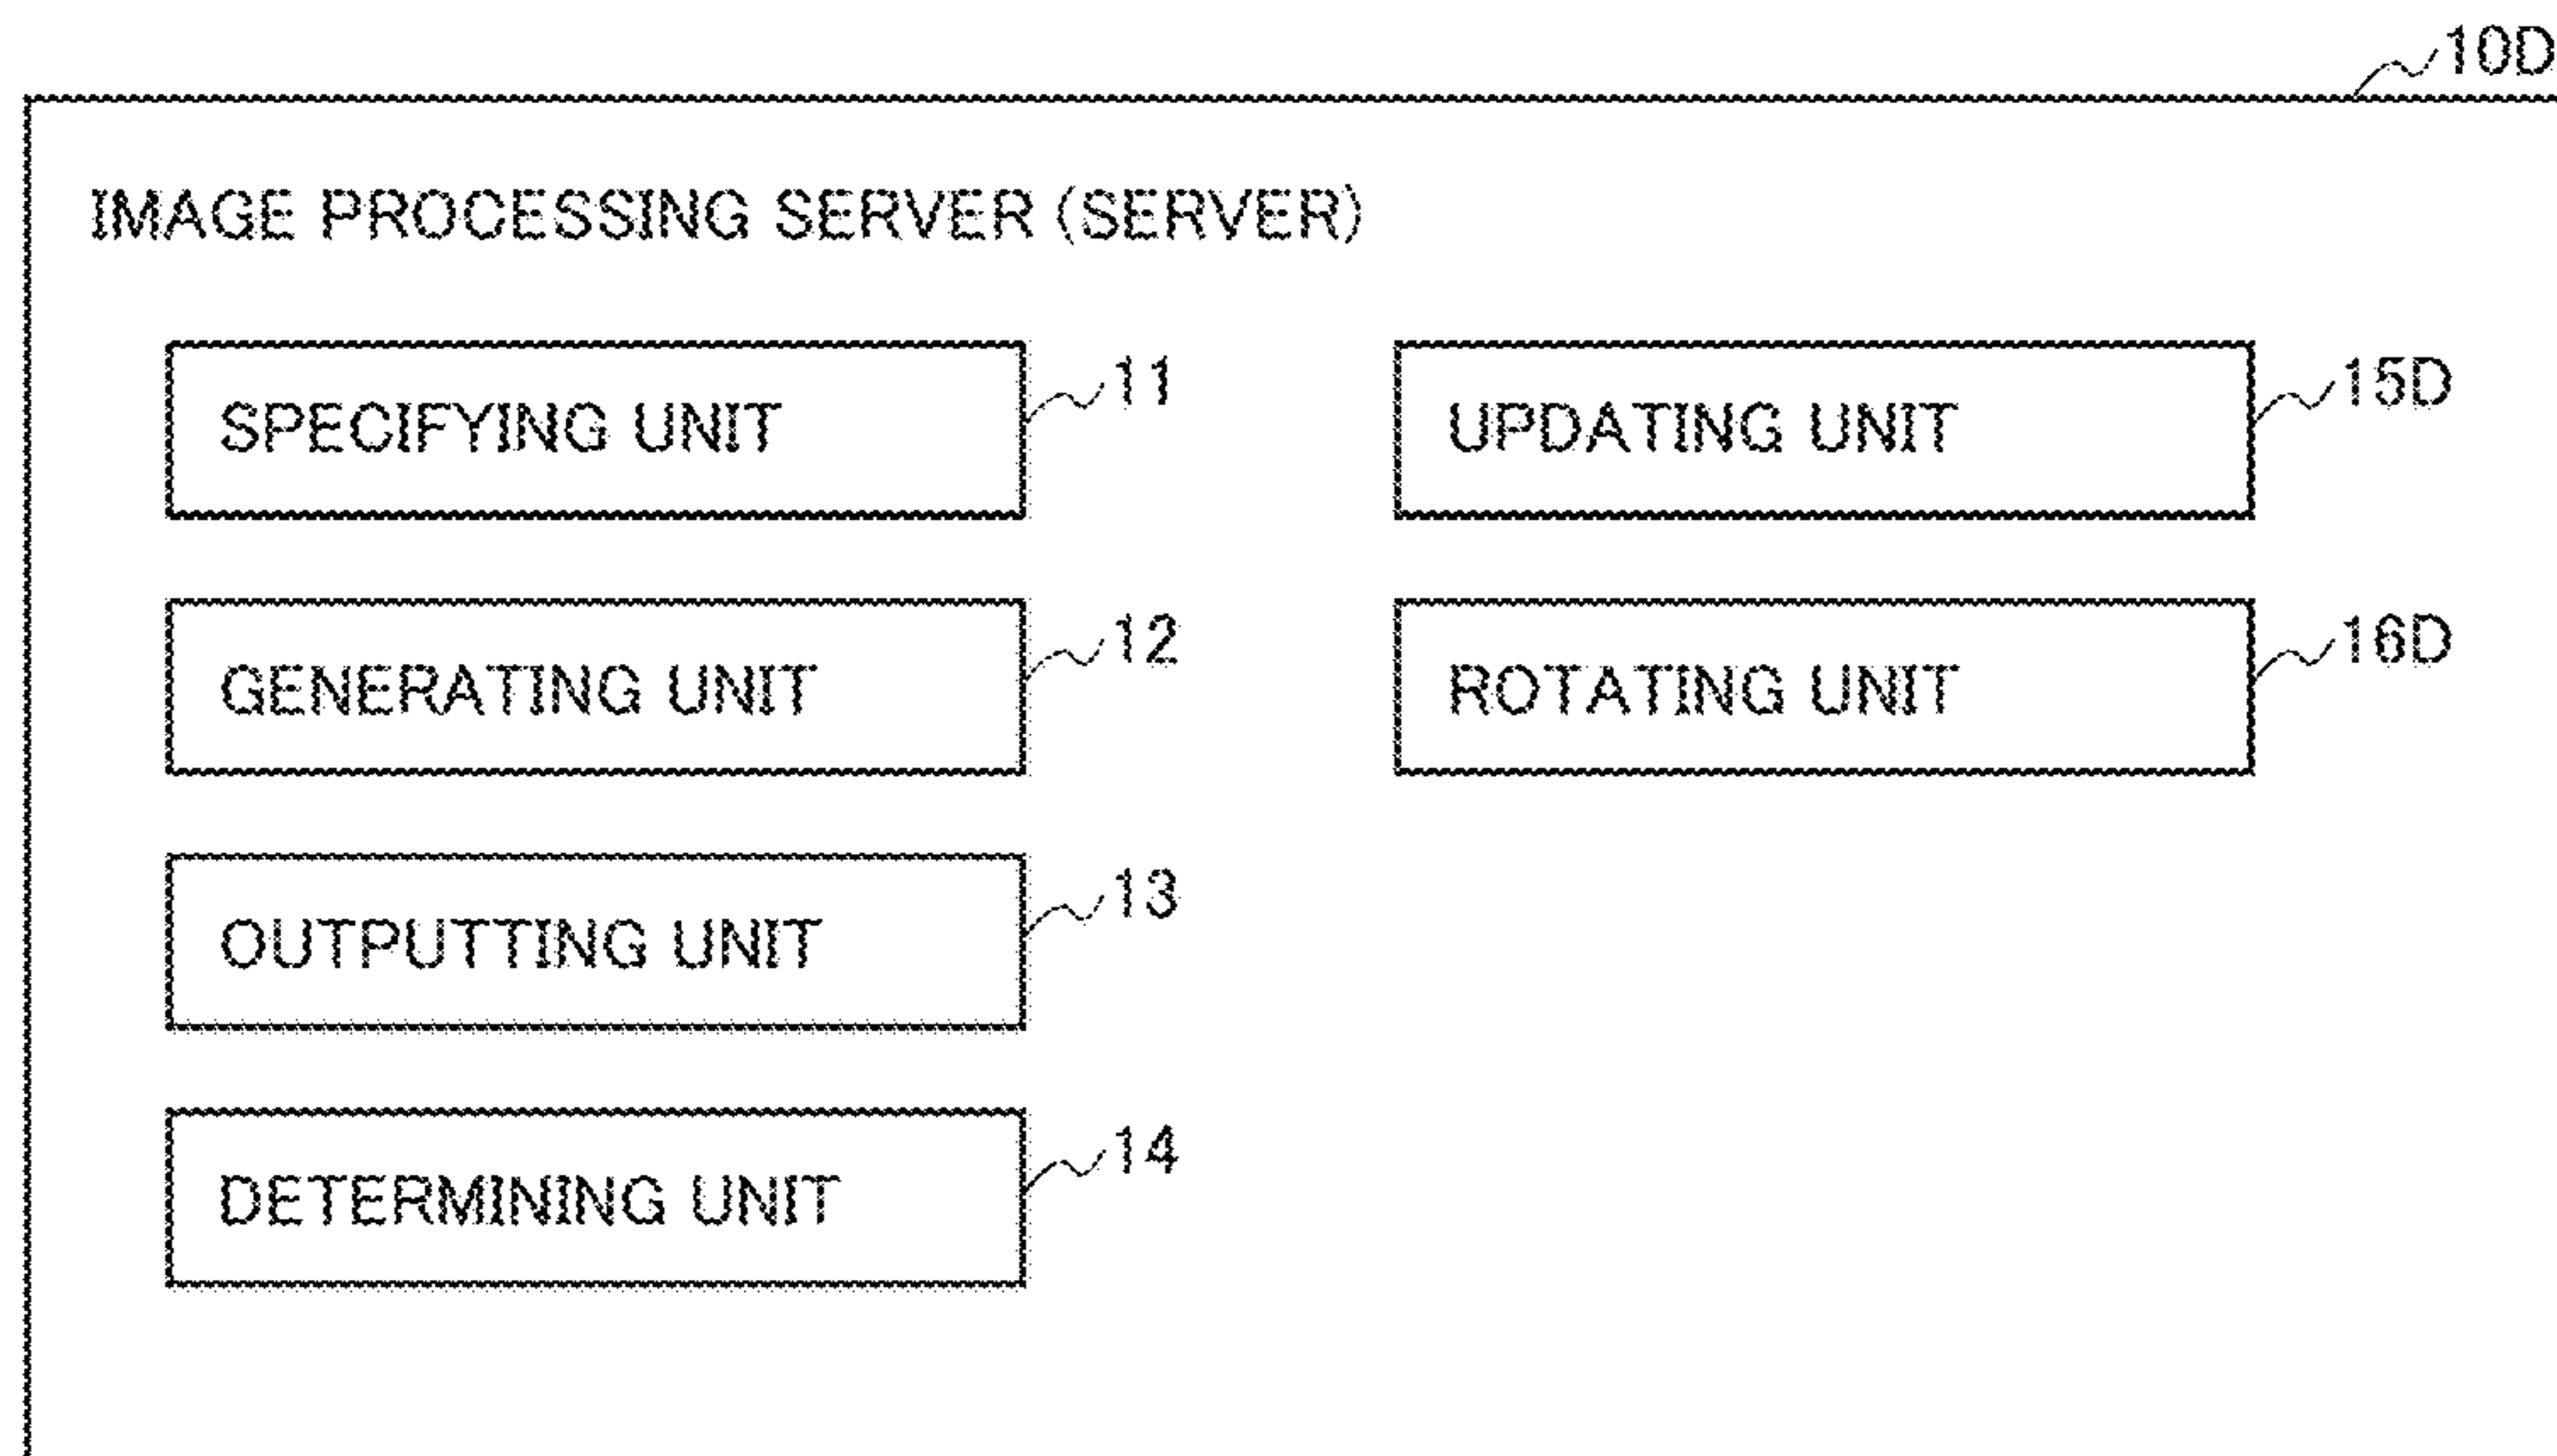 10D
IMAGE PROCESSING SERVER (SERVER)
SPECIFYING UNIT
11
GENERATING UNIT
12
OUTPUTTING UNIT
13
DETERMINING UNIT
14
UPDATING UNIT
15D
ROTATING UNIT
16D